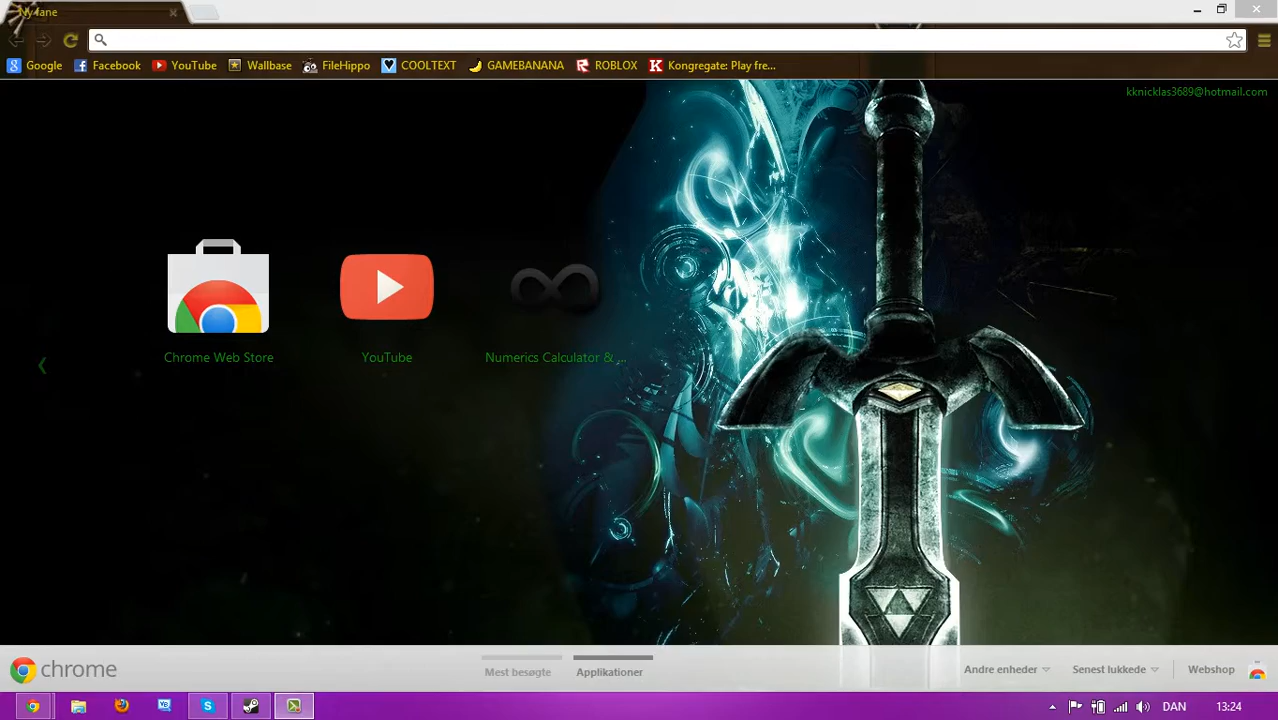 Ny fane
Google Facebook YouTube Wallbase FileHippo COOLTEXT GAMEBANANA ROBLOX Kongregate: Play fre...
kknicklas3689@hotmail.com
Chrome Web Store YouTube Numerics Calculator & ...
chrome Mest besøgte Applikationer Andre enheder Senest lukkede Webshop
DAN 13:24